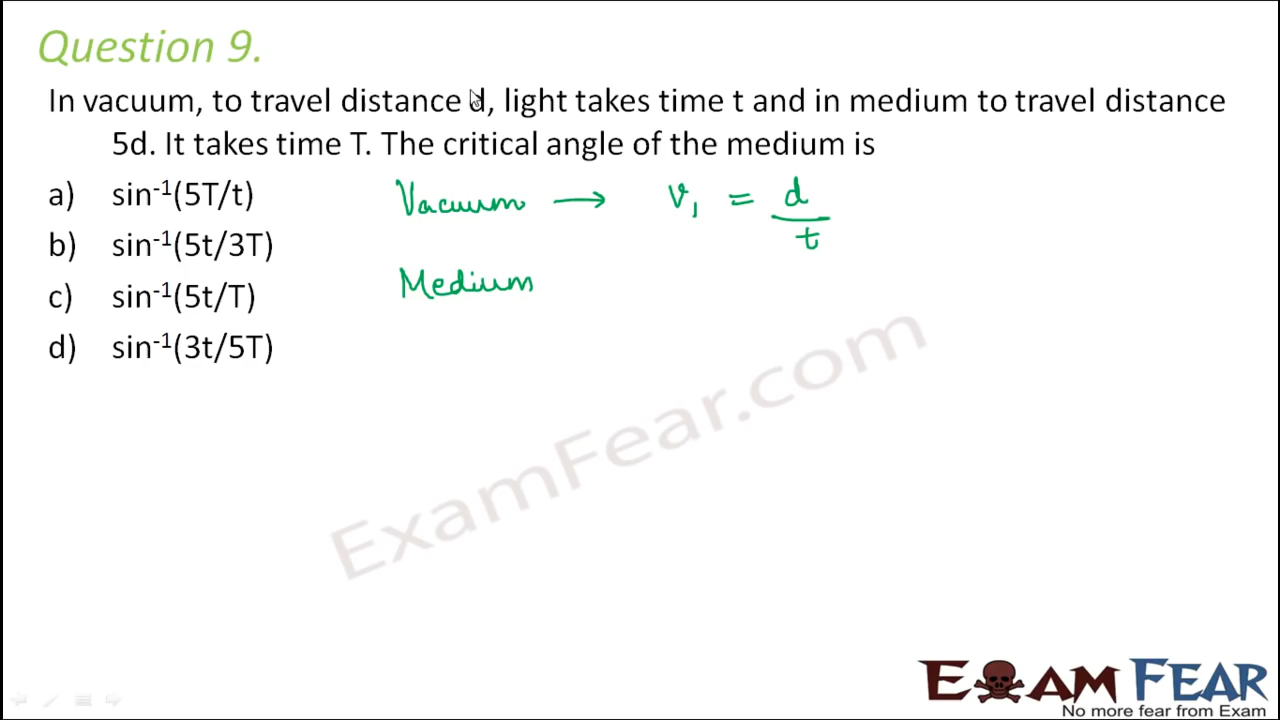 Question 9.
In vacuum, to travel distance d, light takes time t and in medium to travel distance
5d. It takes time T. The critical angle of the medium is
a) sin⁻¹(5T/t)
b) sin⁻¹(5t/3T)
c) sin⁻¹(5t/T)
d) sin⁻¹(3t/5T)
Vacuum → v₁ = d/t
Medium
ExamFear.com
EXAM FEAR
No more fear from Exam